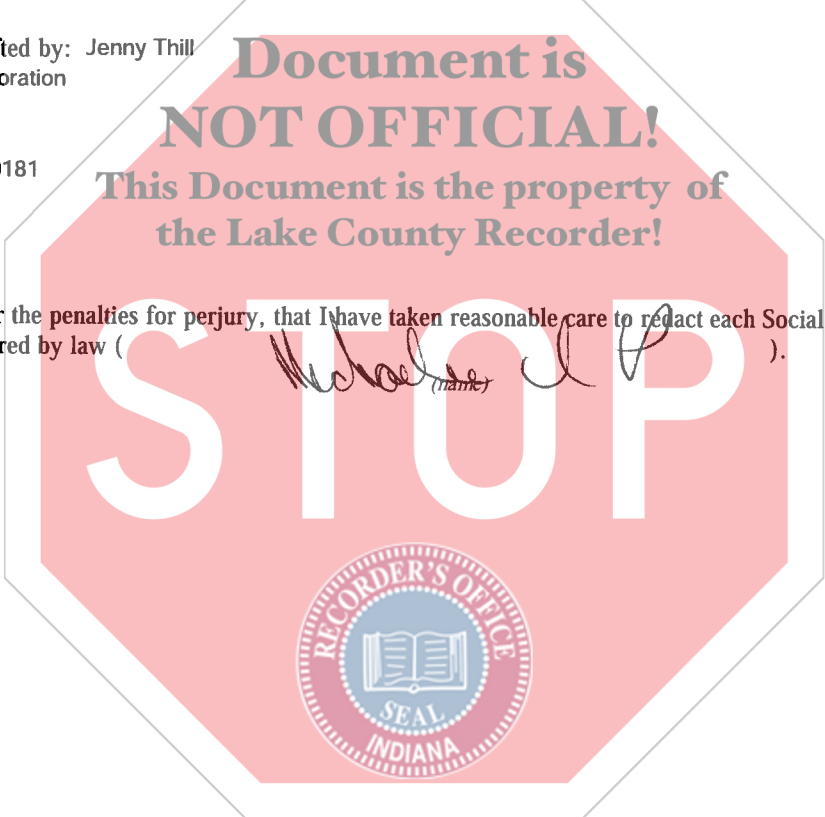 ted by: Jenny Thill
oration
0181
Document is
NOT OFFICIAL!
This Document is the property of
the Lake County Recorder!
r the penalties for perjury, that I have taken reasonable care to redact each Social
red by law ( ).
(name)
STOP
RECORDER'S OFFICE
SEAL
INDIANA